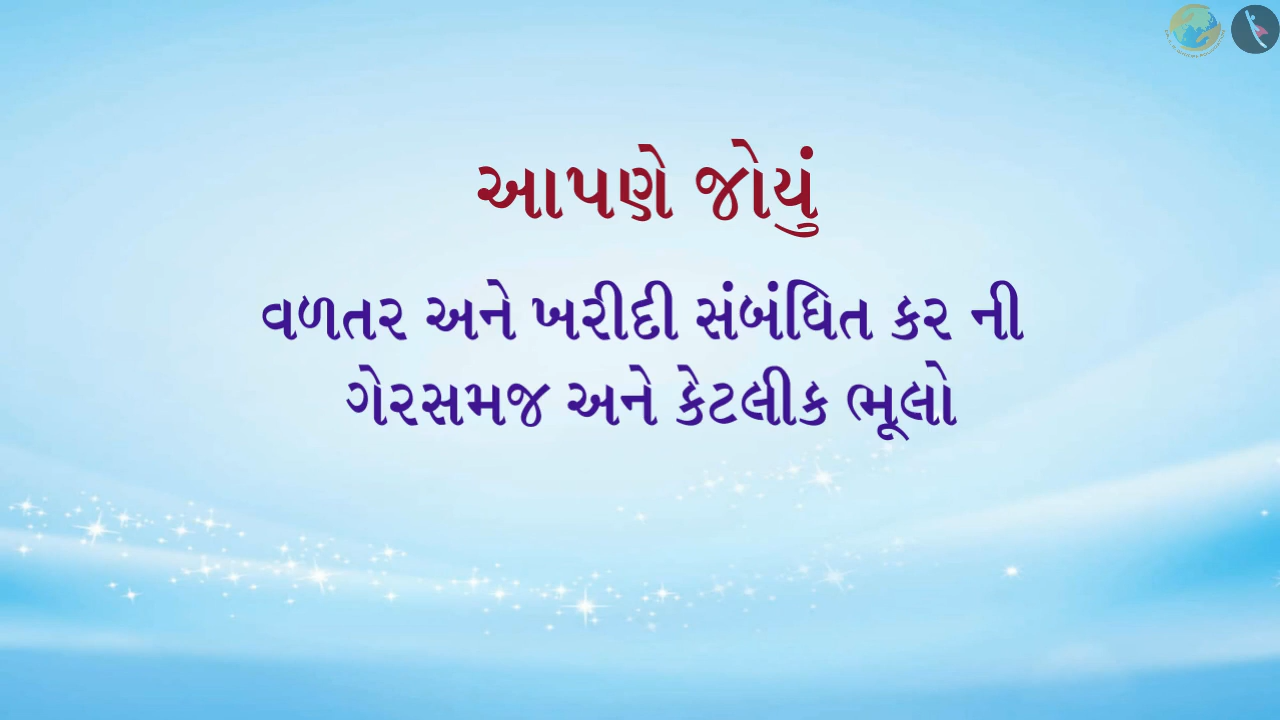 આપણે જોયું
વળતર અને ખરીદી સંબંધિત કર ની
ગેરસમજ અને કેટલીક ભૂલો